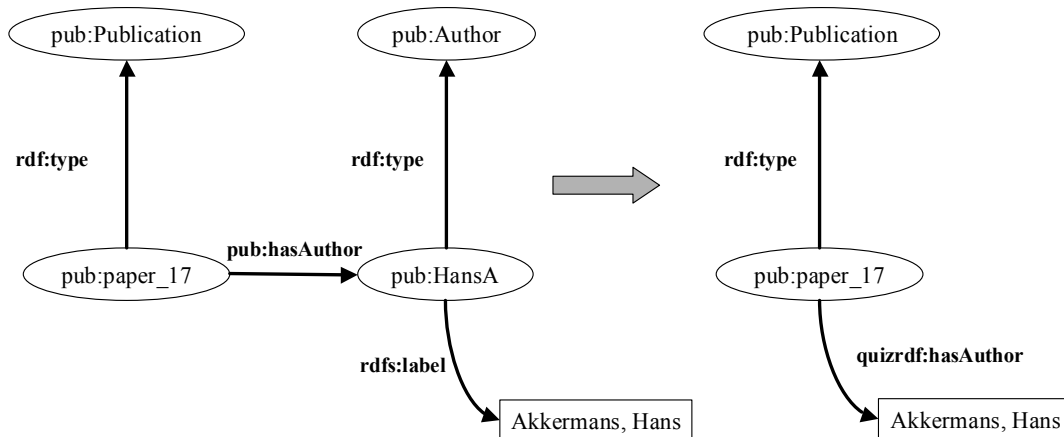 pub:Publication
pub:Author
pub:Publication
rdf:type
rdf:type
rdf:type
pub:hasAuthor
pub:paper_17
pub:HansA
pub:paper_17
rdfs:label
quizrdf:hasAuthor
Akkermans, Hans
Akkermans, Hans